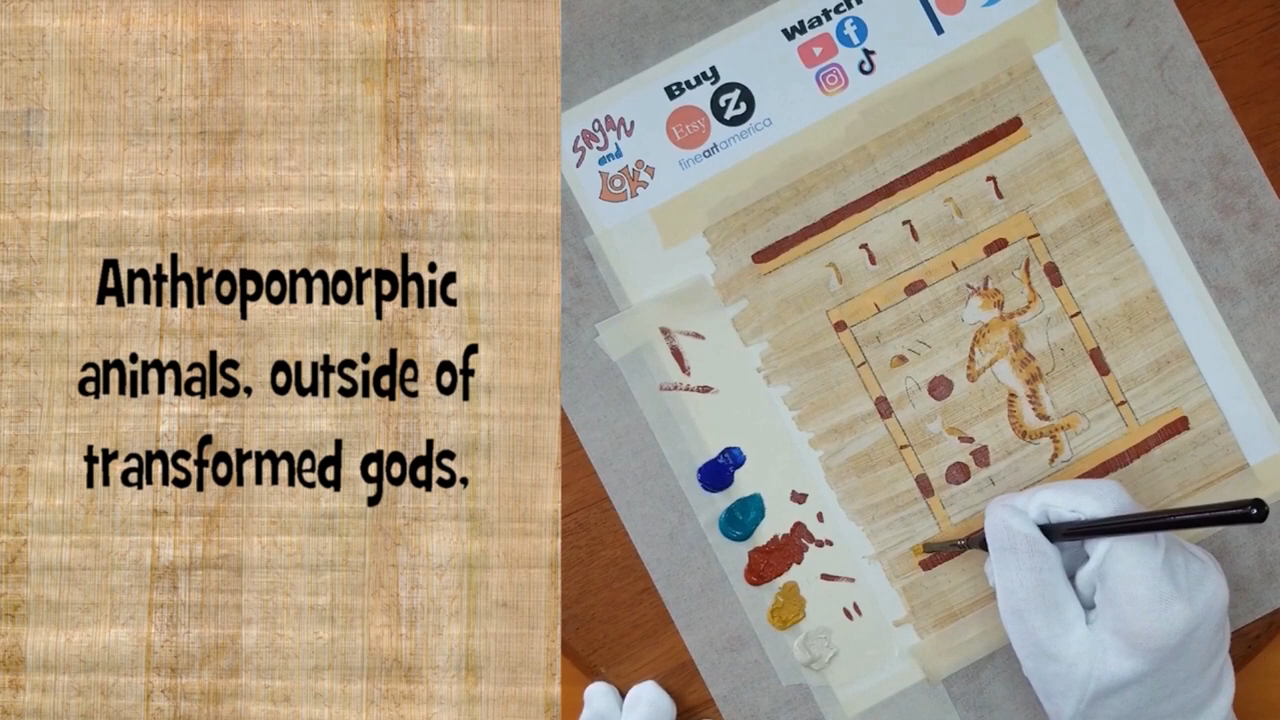 Anthropomorphic
animals, outside of
transformed gods,
Sagan
and
Loki
Buy
Etsy
Z
fineartamerica
Watch